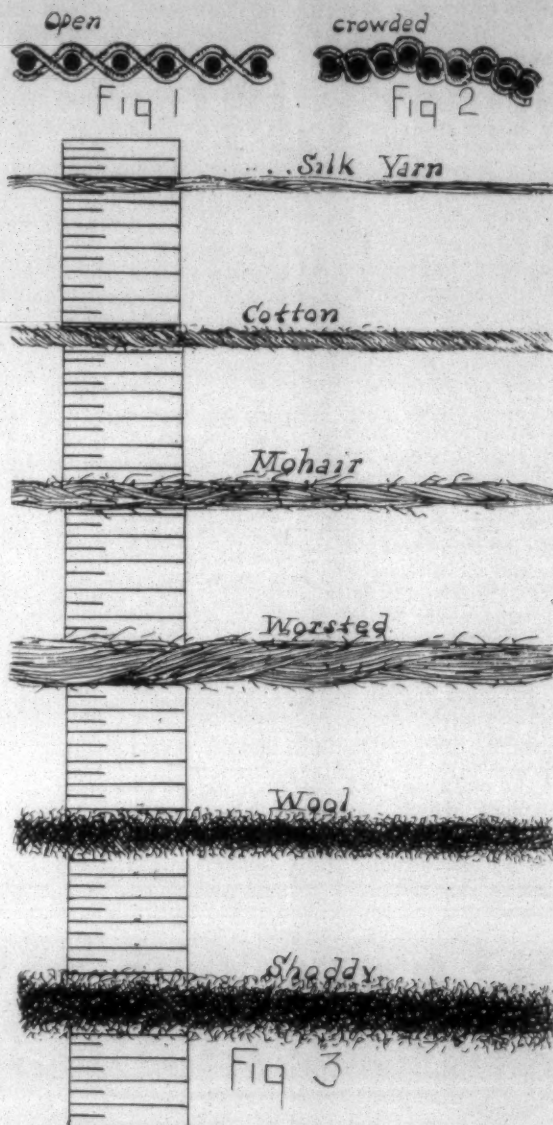 Open
crowded
Fig 1
Fig 2
...Silk Yarn
Cotton
Mohair
Worsted
Wool
Shoddy
Fig 3